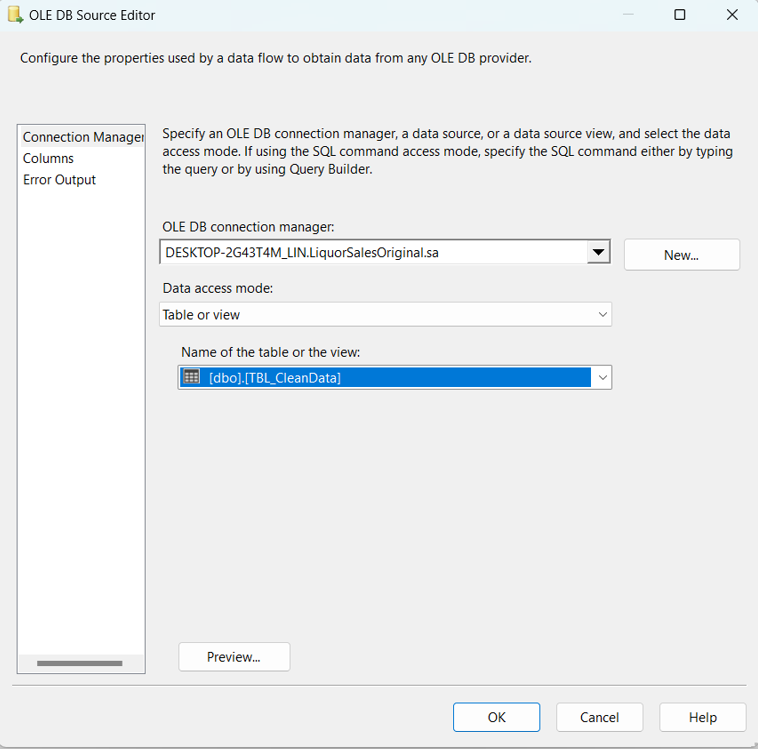 OLE DB Source Editor
Configure the properties used by a data flow to obtain data from any OLE DB provider.
Connection Manager
Columns
Error Output
Specify an OLE DB connection manager, a data source, or a data source view, and select the data
access mode. If using the SQL command access mode, specify the SQL command either by typing
the query or by using Query Builder.
OLE DB connection manager:
DESKTOP-2G43T4M_LIN.LiquorSalesOriginal.sa
New...
Data access mode:
Table or view
Name of the table or the view:
[dbo].[TBL_CleanData]
Preview...
OK
Cancel
Help